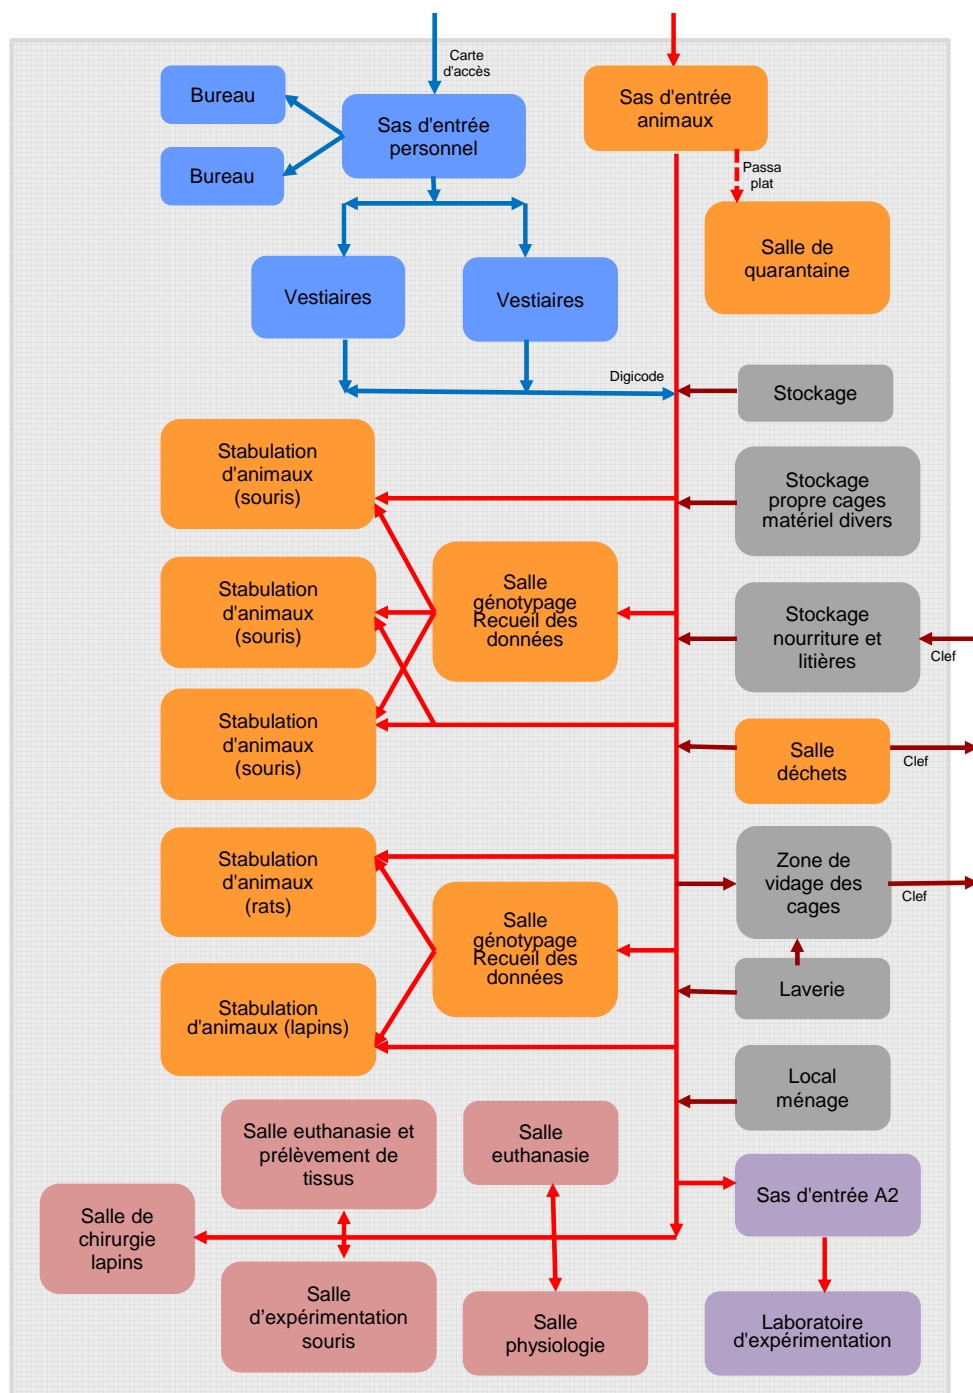 Carte
d'accès
Bureau
Sas d'entrée
personnel
Bureau
Sas d'entrée
animaux
Passa
plat
Salle de
quarantaine
Vestiaires
Vestiaires
Digicode
Stockage
Stabulation
d'animaux
(souris)
Stockage
propre cages
matériel divers
Stabulation
d'animaux
(souris)
Salle
génotypage
Recueil des
données
Stockage
nourriture et
litières
Clef
Stabulation
d'animaux
(souris)
Salle
déchets
Clef
Stabulation
d'animaux
(rats)
Salle
génotypage
Recueil des
données
Zone de
vidage des
cages
Clef
Stabulation
d'animaux (lapins)
Laverie
Local
ménage
Salle euthanasie et
prélèvement de
tissus
Salle
euthanasie
Sas d'entrée A2
Salle de
chirurgie
lapins
Salle
d’expérimentation
souris
Salle
physiologie
Laboratoire
d'expérimentation